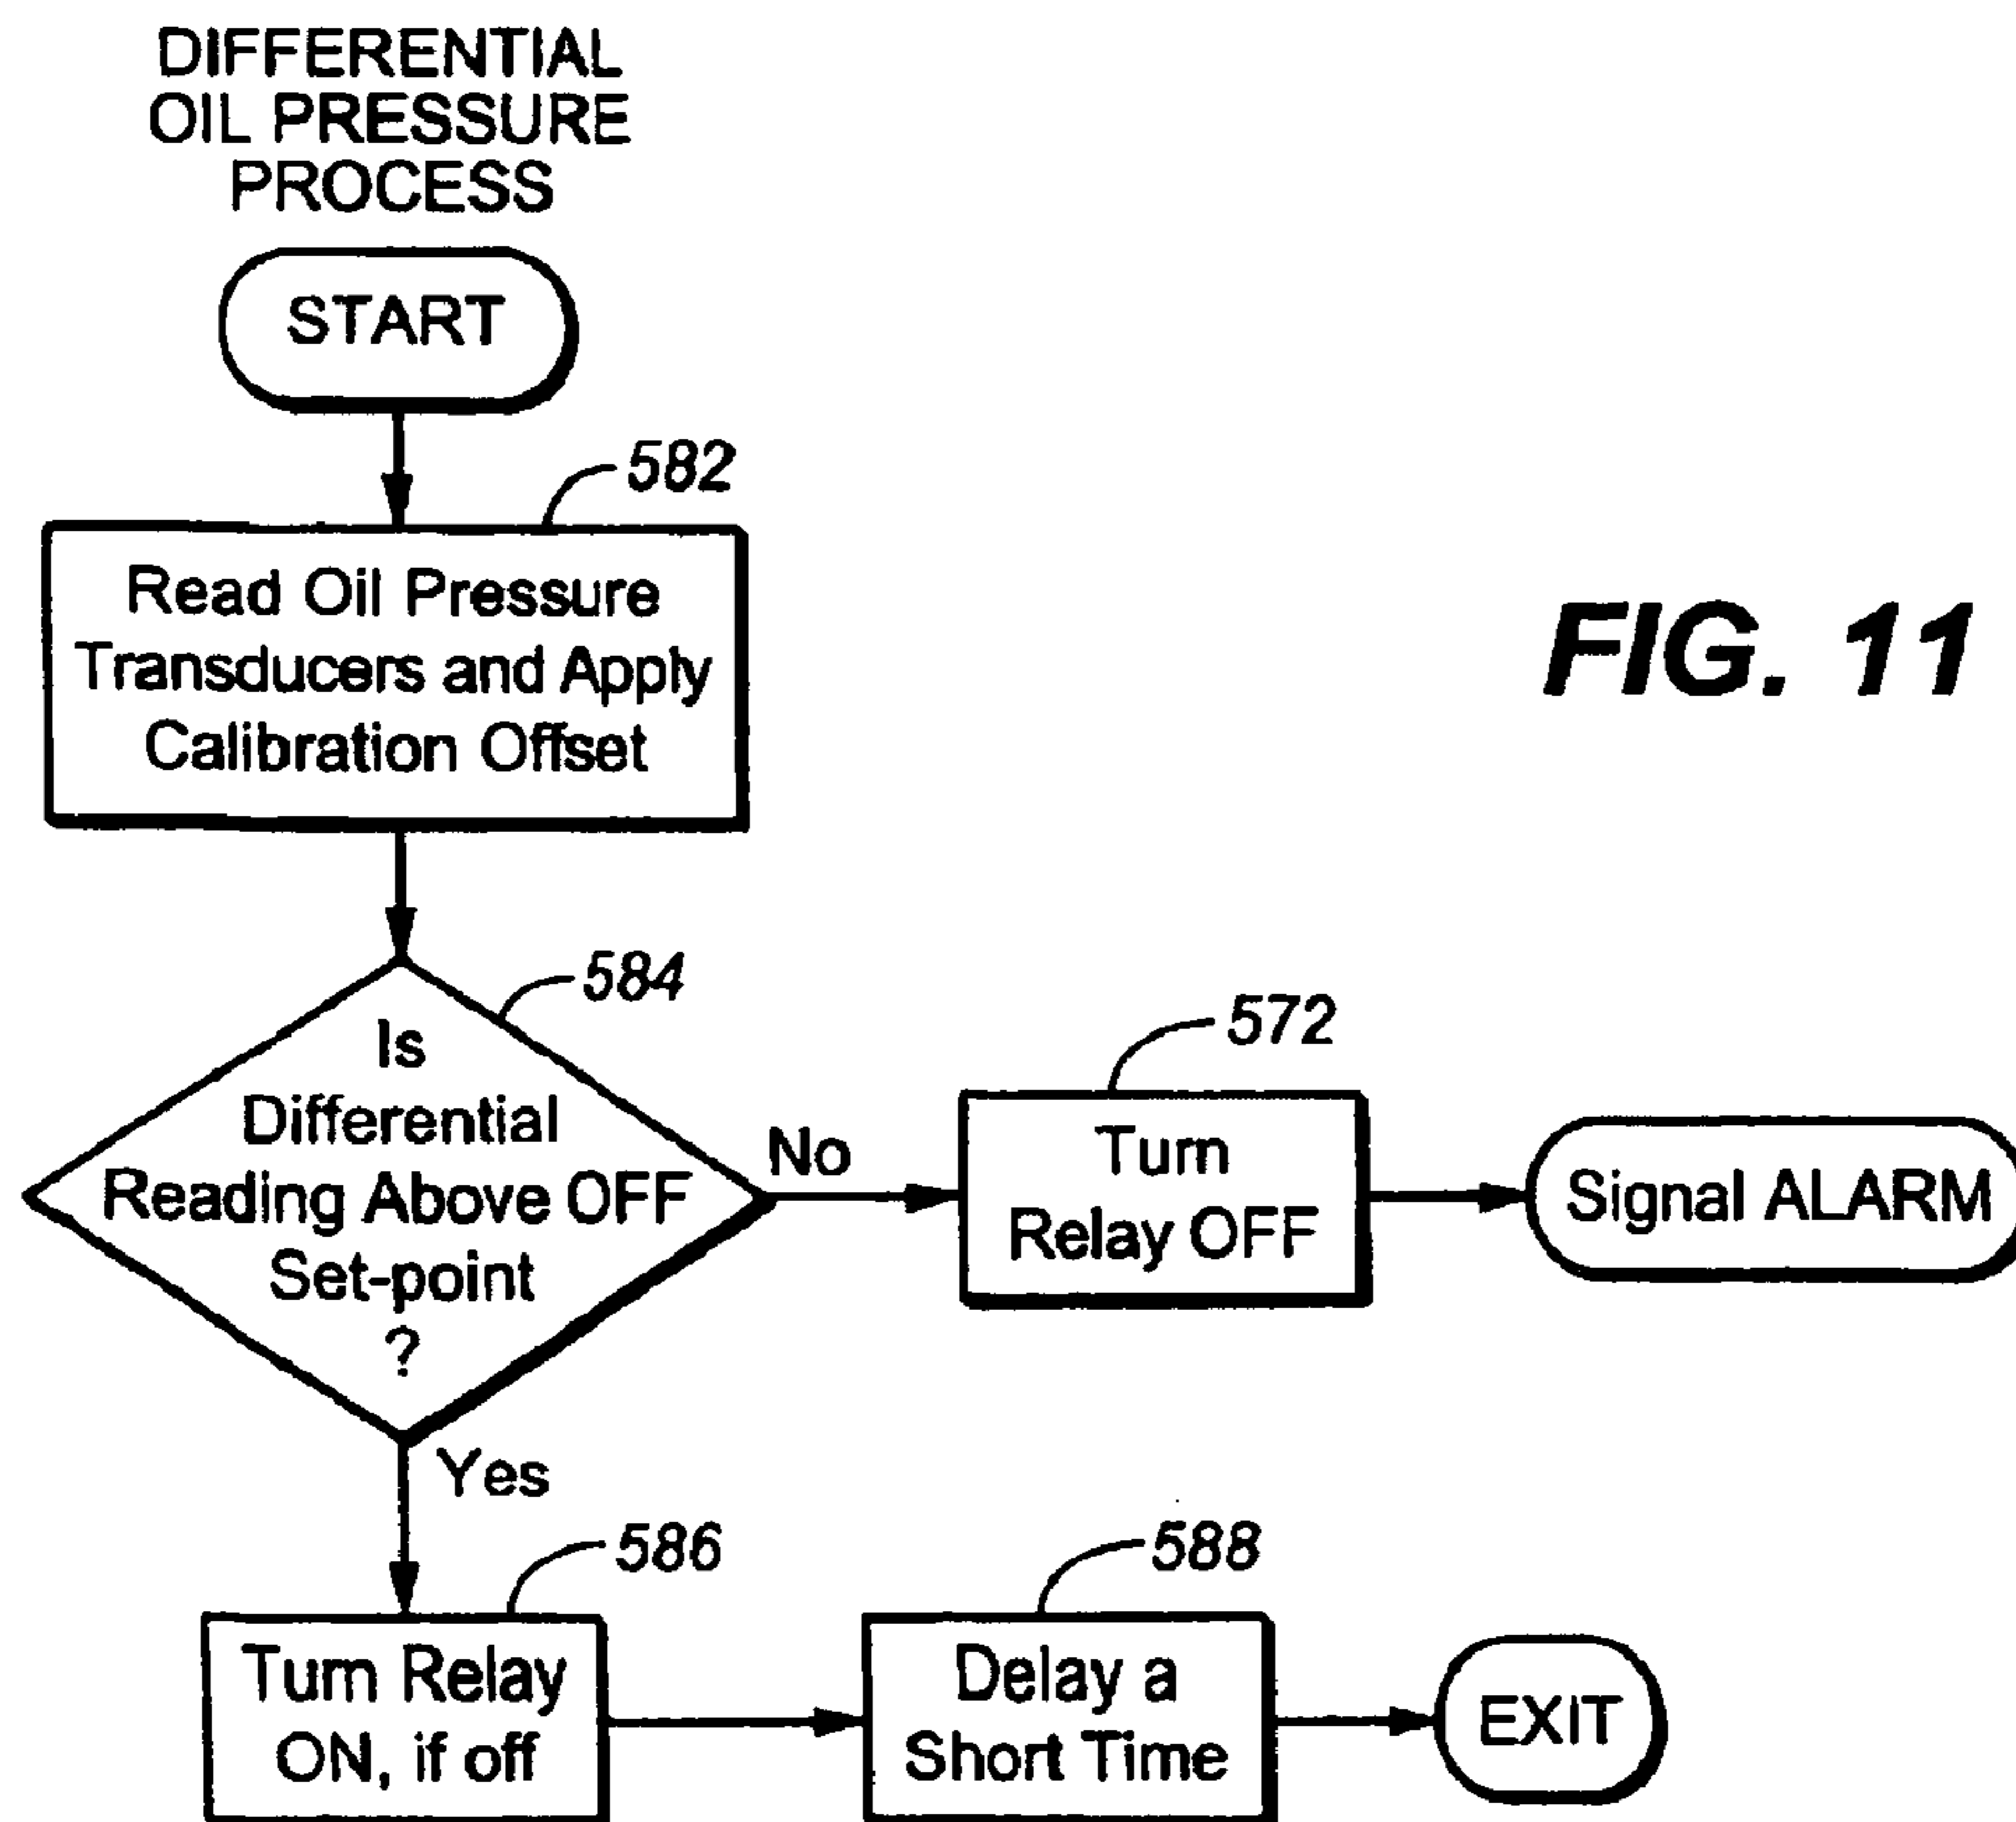 DIFFERENTIAL
OIL PRESSURE
PROCESS
START
582
Read Oil Pressure
Transducers and Apply
Calibration Offset
FIG. 11
584
Is
Differential
Reading Above OFF
Set-point
?
No
572
Turn
Relay OFF
Signal ALARM
Yes
586
Turn Relay
ON, if off
588
Delay a
Short Time
EXIT